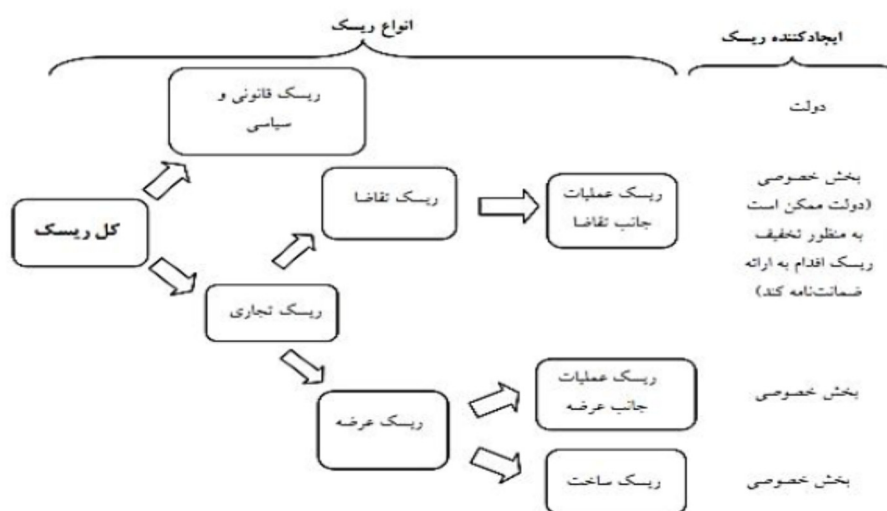 انواع ریسک
ایجادکننده ریسک
ریسک قانونی و
سیاسی
دولت
ریسک تقاضا
ریسک عملیات
جانب تقاضا
بخش خصوصی
(دولت ممکن است
به منظور تخفیف
ریسک اقدام به ارائه
ضمانت‌نامه کند)
کل ریسک
ریسک تجاری
ریسک عرضه
ریسک عملیات
جانب عرضه
بخش خصوصی
ریسک ساخت
بخش خصوصی